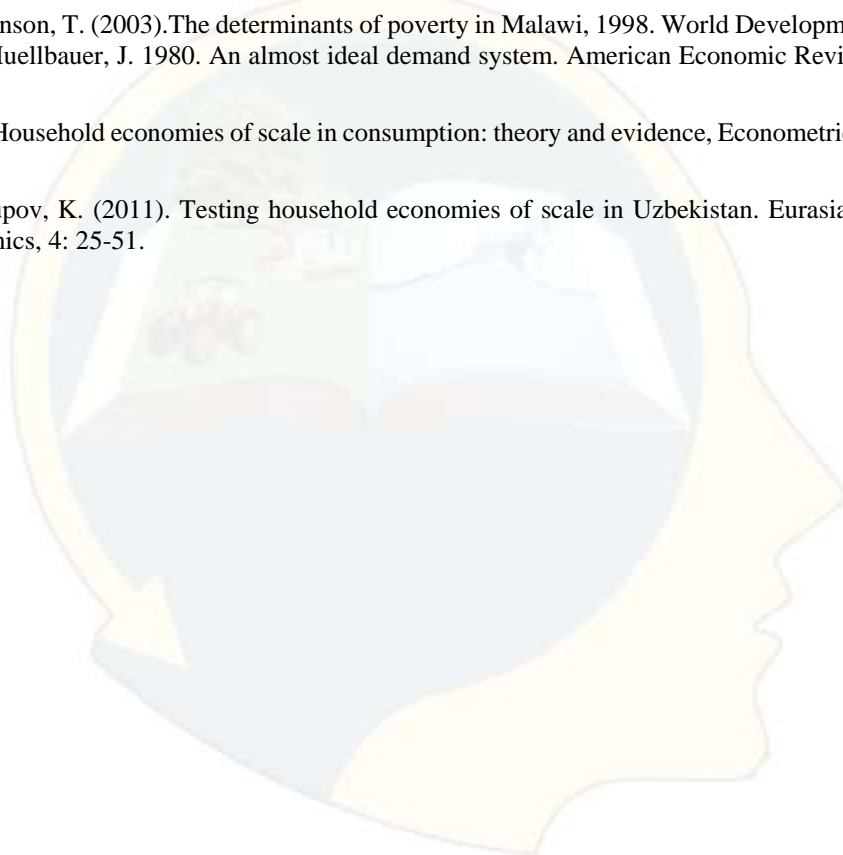 nson, T. (2003).The determinants of poverty in Malawi, 1998. World Developm
uellbauer, J. 1980. An almost ideal demand system. American Economic Revi
Household economies of scale in consumption: theory and evidence, Econometri
upov, K. (2011). Testing household economies of scale in Uzbekistan. Eurasia
ics, 4: 25-51.